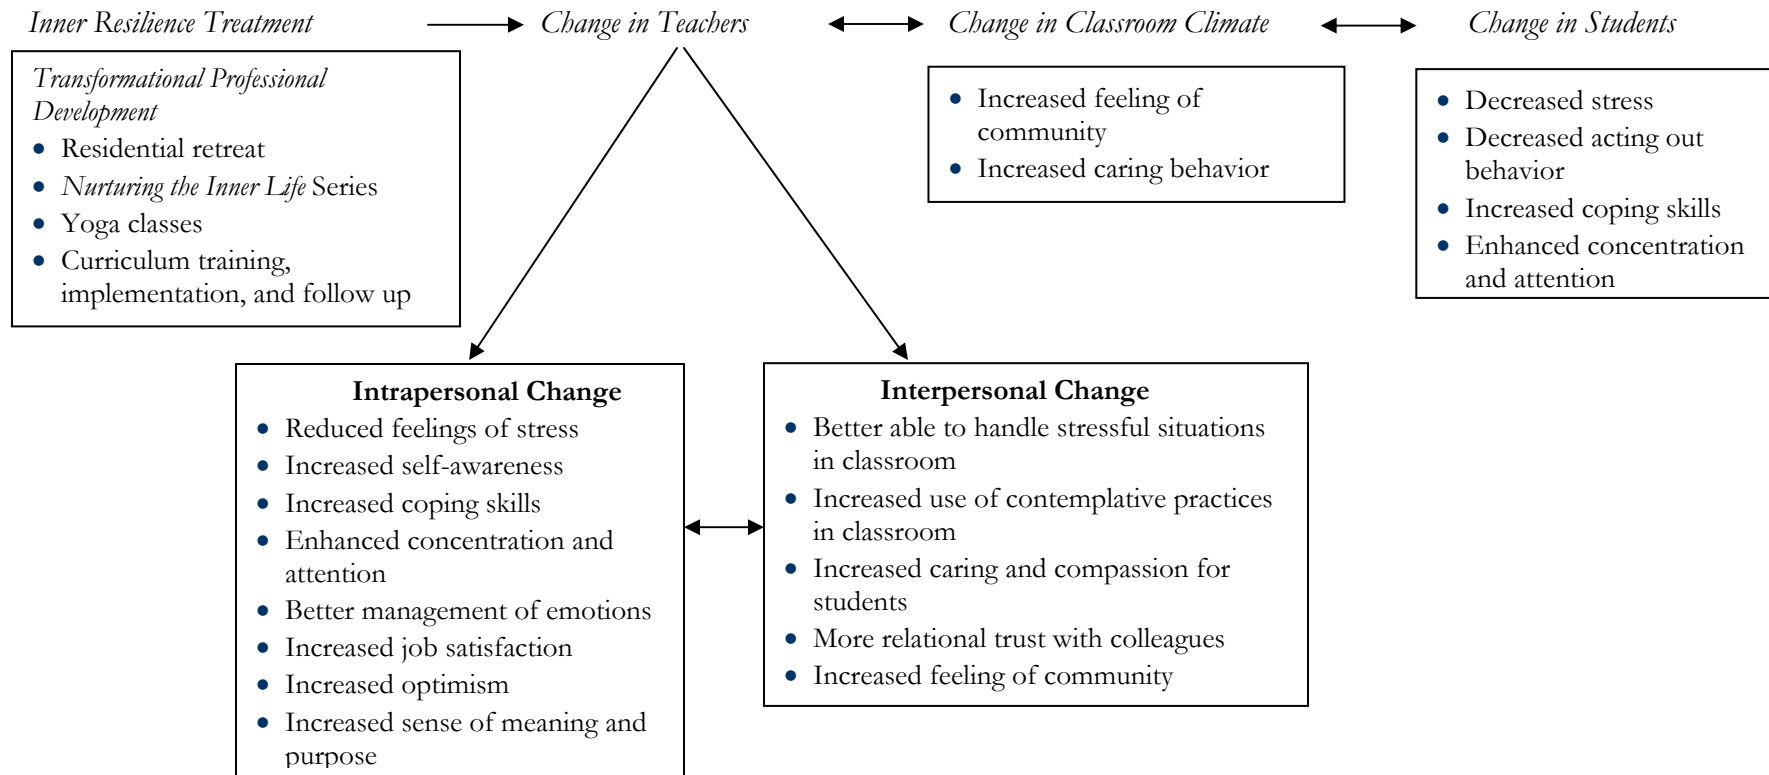 Inner Resilience Treatment
Change in Teachers
Change in Classroom Climate
Change in Students
Transformational Professional
Development
• Residential retreat
• Nurturing the Inner Life Series
• Yoga classes
• Curriculum training,
implementation, and follow up
• Increased feeling of
community
• Increased caring behavior
• Decreased stress
• Decreased acting out
behavior
• Increased coping skills
• Enhanced concentration
and attention
Intrapersonal Change
• Reduced feelings of stress
• Increased self-awareness
• Increased coping skills
• Enhanced concentration and
attention
• Better management of emotions
• Increased job satisfaction
• Increased optimism
• Increased sense of meaning and
purpose
Interpersonal Change
• Better able to handle stressful situations
in classroom
• Increased use of contemplative practices
in classroom
• Increased caring and compassion for
students
• More relational trust with colleagues
• Increased feeling of community